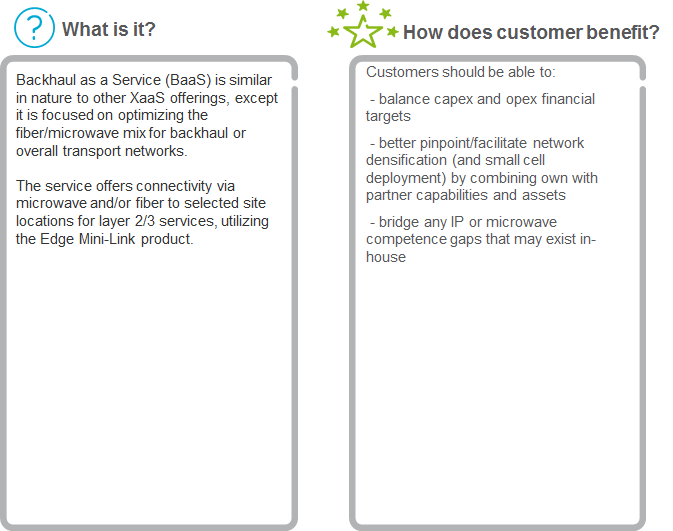 What is it?
Backhaul as a Service (BaaS) is similar
in nature to other XaaS offerings, except
it is focused on optimizing the
fiber/microwave mix for backhaul or
overall transport networks.
The service offers connectivity via
microwave and/or fiber to selected site
locations for layer 2/3 services, utilizing
the Edge Mini-Link product.
How does customer benefit?
Customers should be able to:
- balance capex and opex financial
targets
- better pinpoint/facilitate network
densification (and small cell
deployment) by combining own with
partner capabilities and assets
- bridge any IP or microwave
competence gaps that may exist in-
house